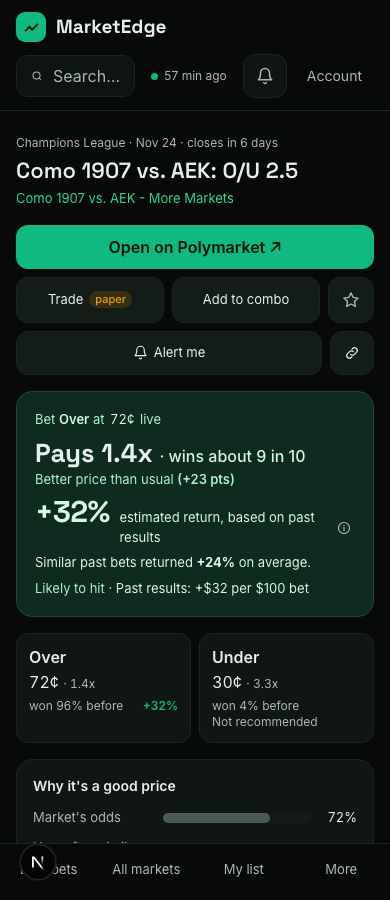 MarketEdge
Search...
57 min ago
Account
Champions League · Nov 24 · closes in 6 days
Como 1907 vs. AEK: O/U 2.5
Como 1907 vs. AEK - More Markets
Open on Polymarket ↗
Trade paper
Add to combo
Alert me
Bet Over at 72¢ live
Pays 1.4x · wins about 9 in 10
Better price than usual (+23 pts)
+32% estimated return, based on past
results
Similar past bets returned +24% on average.
Likely to hit · Past results: +$32 per $100 bet
Over
72¢ · 1.4x
won 96% before +32%
Under
30¢ · 3.3x
won 4% before
Not recommended
Why it's a good price
Market's odds 72%
N
bets
All markets
My list
More